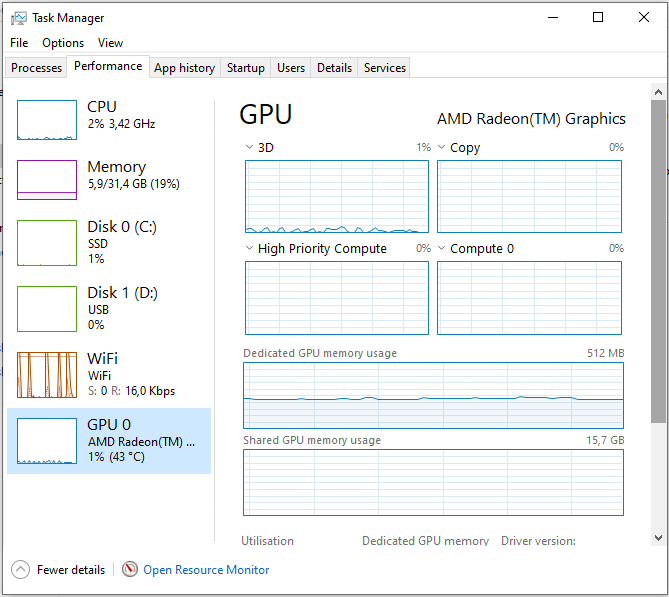 Task Manager
File Options View
Processes Performance App history Startup Users Details Services
CPU
2% 3,42 GHz
Memory
5,9/31,4 GB (19%)
Disk 0 (C:)
SSD
1%
Disk 1 (D:)
USB
0%
WiFi
WiFi
S: 0 R: 16,0 Kbps
GPU 0
AMD Radeon(TM) ...
1% (43 °C)
GPU
AMD Radeon(TM) Graphics
3D 1% Copy 0%
High Priority Compute 0% Compute 0 0%
Dedicated GPU memory usage 512 MB
Shared GPU memory usage 15,7 GB
Utilisation Dedicated GPU memory Driver version:
Fewer details Open Resource Monitor